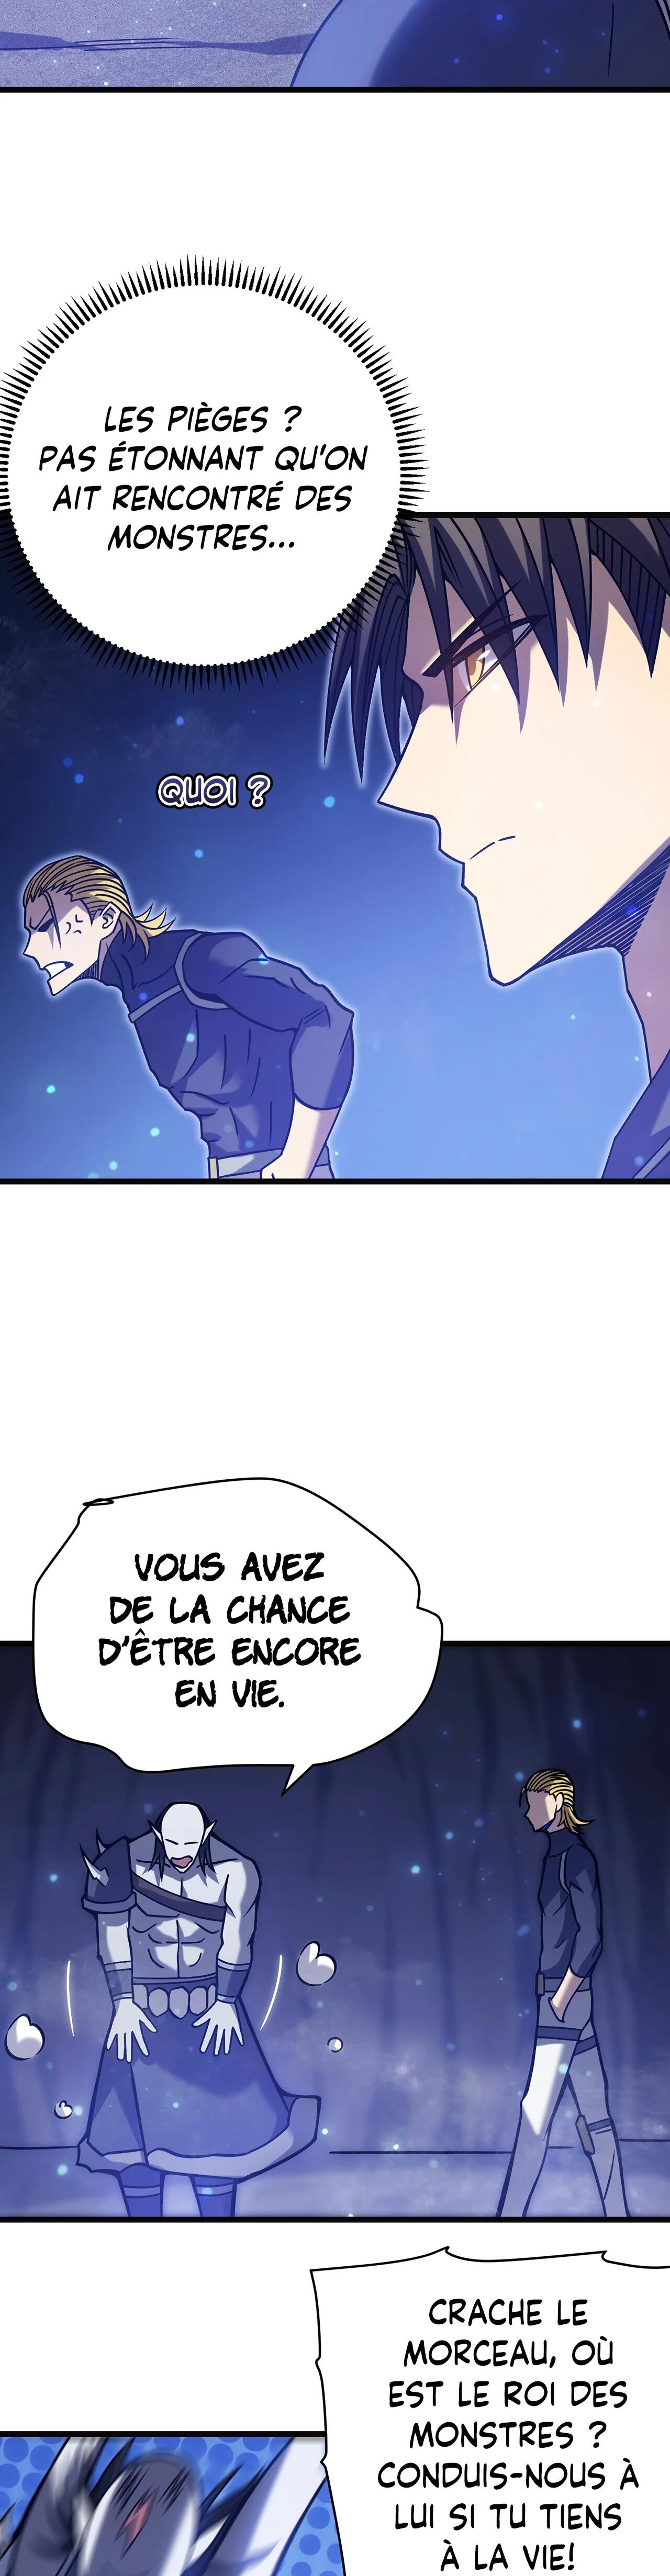 LES PIÈGES ?
PAS ÉTONNANT QU'ON
AIT RENCONTRÉ DES
MONSTRES...
QUOI ?
VOUS AVEZ
DE LA CHANCE
D'ÊTRE ENCORE
EN VIE.
CRACHE LE
MORCEAU, OÙ
EST LE ROI DES
MONSTRES ?
CONDUIS-NOUS À
LUI SI TU TIENS
À LA VIE!